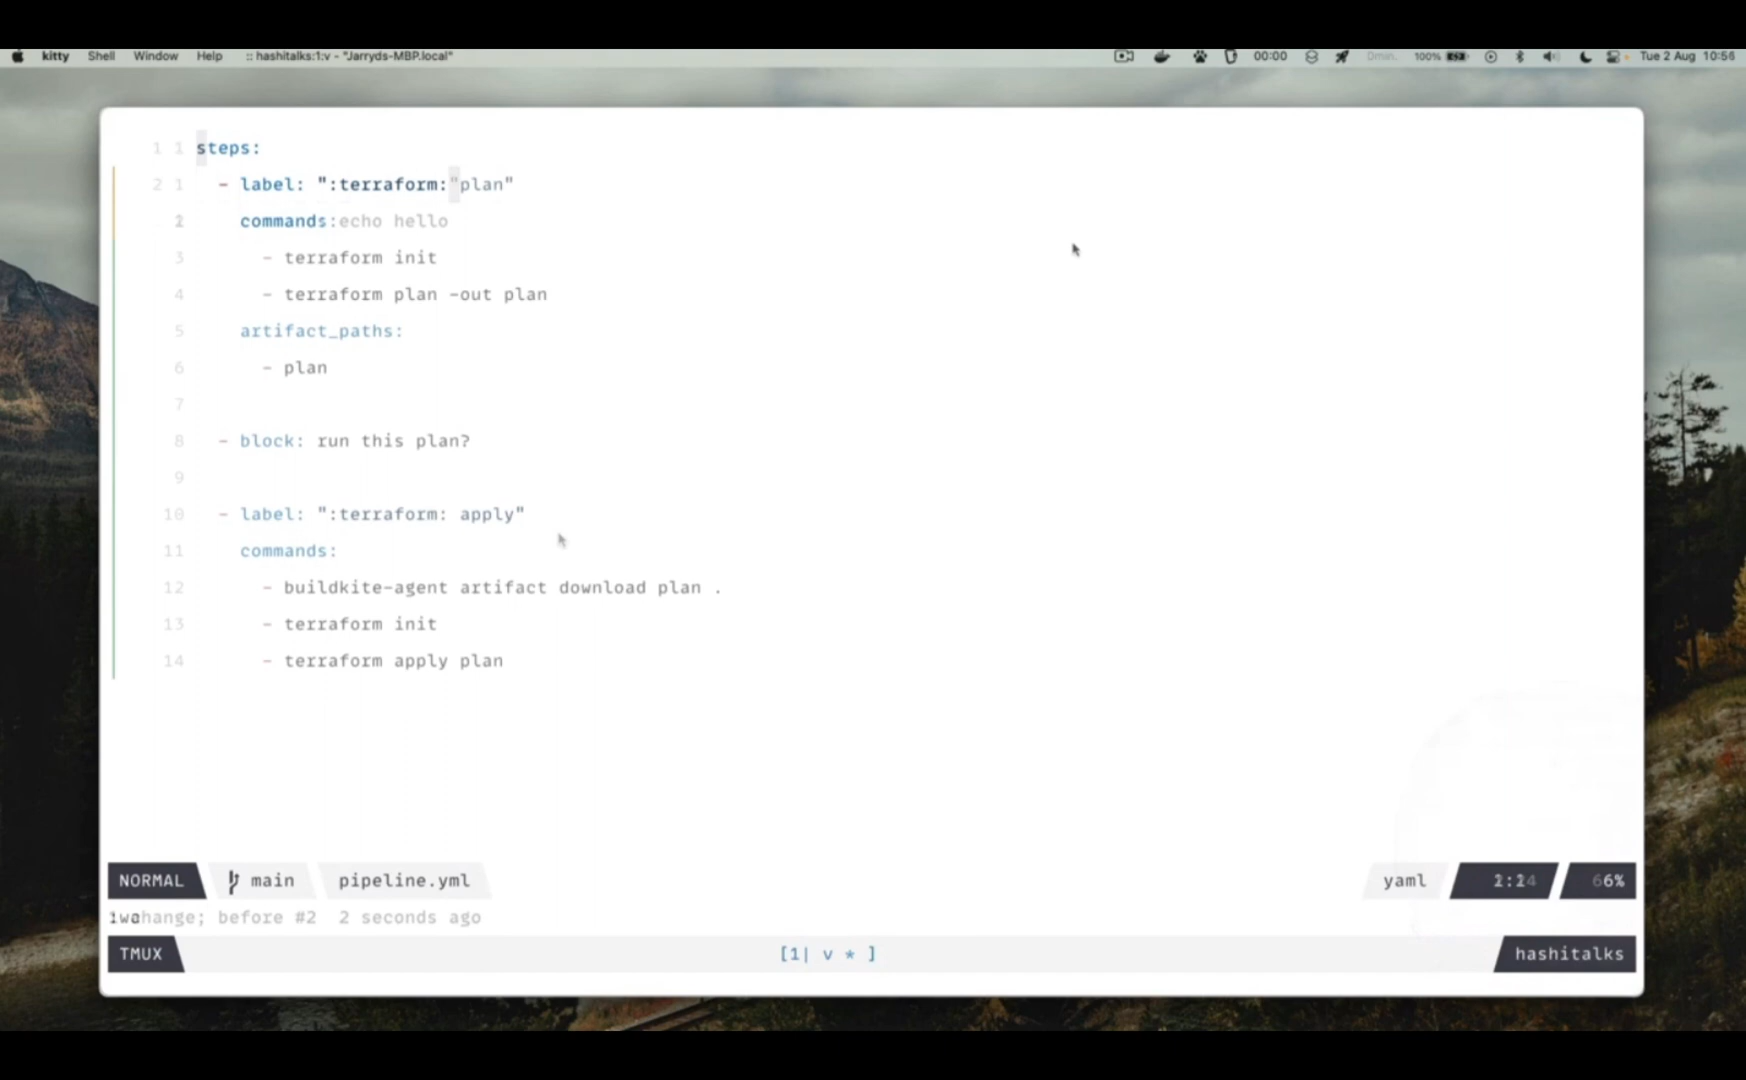 kitty Shell Window Help :: hashitalks:1:v - "Jarryds-MBP.local" 00:00 0min. 100% Tue 2 Aug 10:56
1 1 steps:
2 1 - label: ":terraform:"plan"
2 commands:echo hello
3 - terraform init
4 - terraform plan -out plan
5 artifact_paths:
6 - plan
7
8 - block: run this plan?
9
10 - label: ":terraform: apply"
11 commands:
12 - buildkite-agent artifact download plan .
13 - terraform init
14 - terraform apply plan
NORMAL main pipeline.yml yaml 66%
before #2 2 seconds ago
TMUX [1| v * ] hashitalks